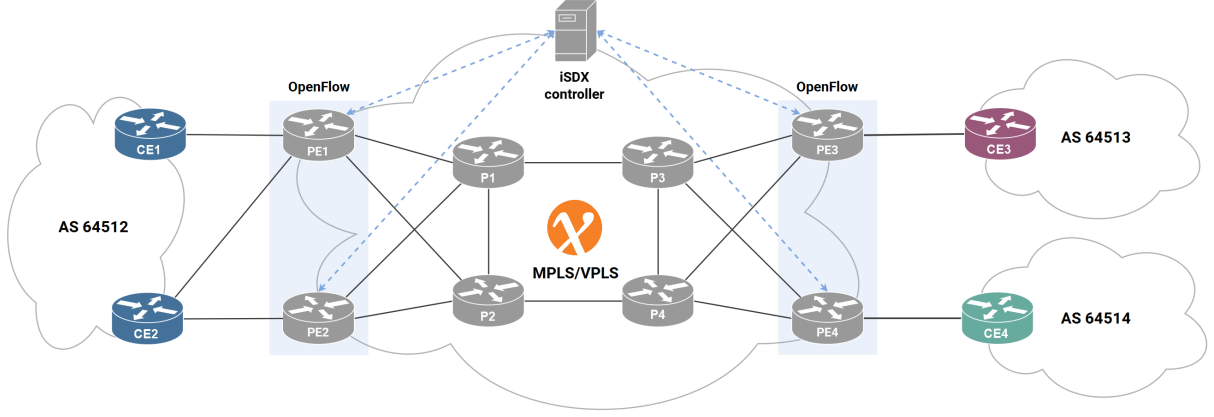 iSDX
controller
OpenFlow
OpenFlow
CE1
PE1
P1
P3
PE3
CE3
AS 64513
AS 64512
MPLS/VPLS
CE2
PE2
P2
P4
PE4
CE4
AS 64514